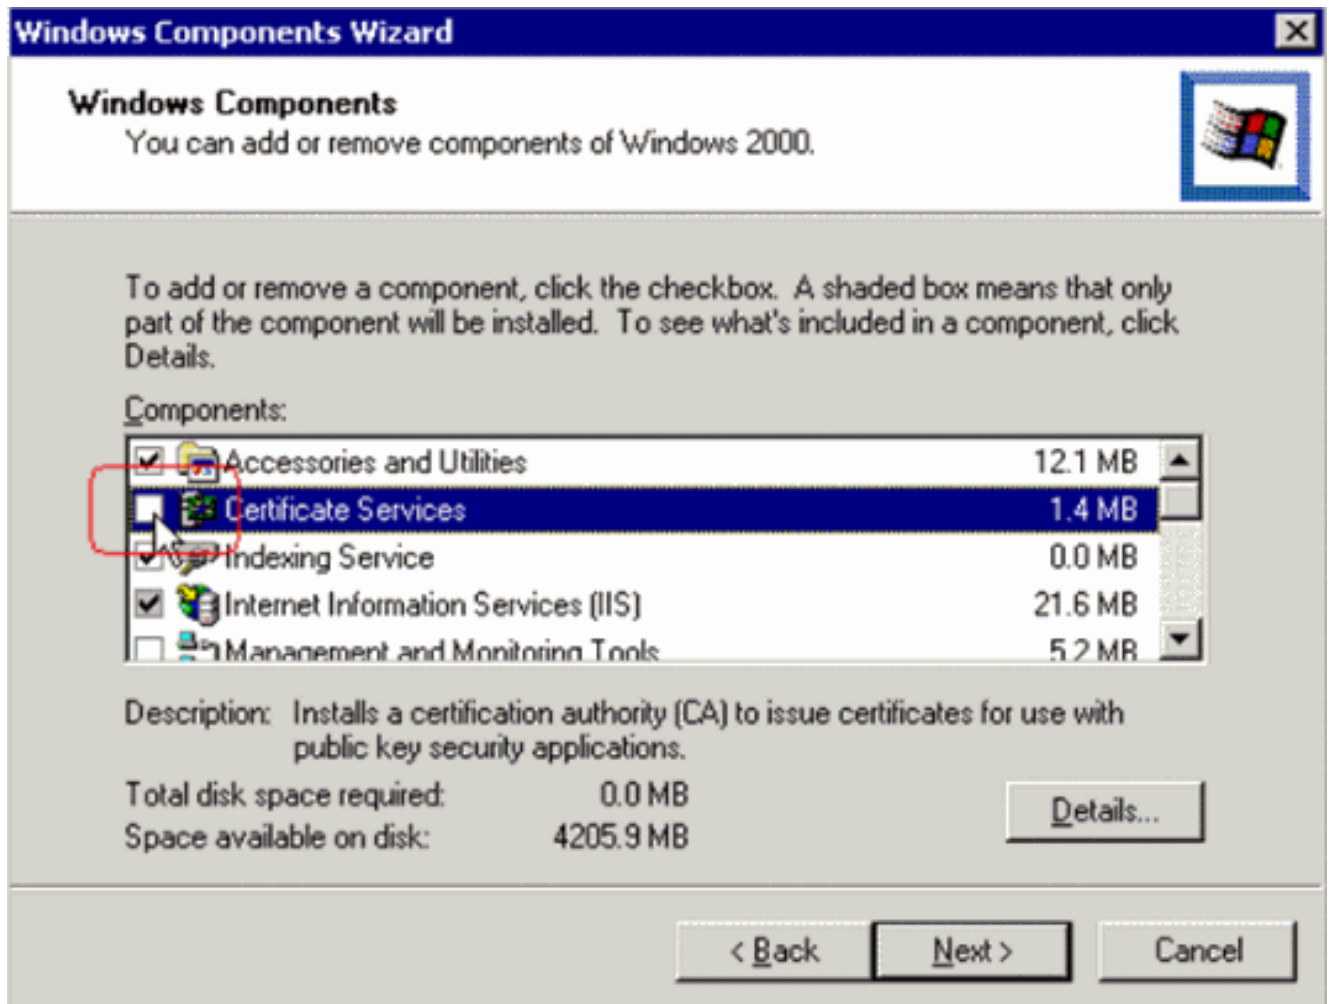 Windows Components Wizard
Windows Components
You can add or remove components of Windows 2000.
To add or remove a component, click the checkbox. A shaded box means that only
part of the component will be installed. To see what's included in a component, click
Details.
Components:
Accessories and Utilities 12.1 MB
Certificate Services 1.4 MB
Indexing Service 0.0 MB
Internet Information Services (IIS) 21.6 MB
Management and Monitoring Tools 5.2 MB
Description: Installs a certification authority (CA) to issue certificates for use with
public key security applications.
Total disk space required: 0.0 MB
Space available on disk: 4205.9 MB
Details...
< Back Next > Cancel